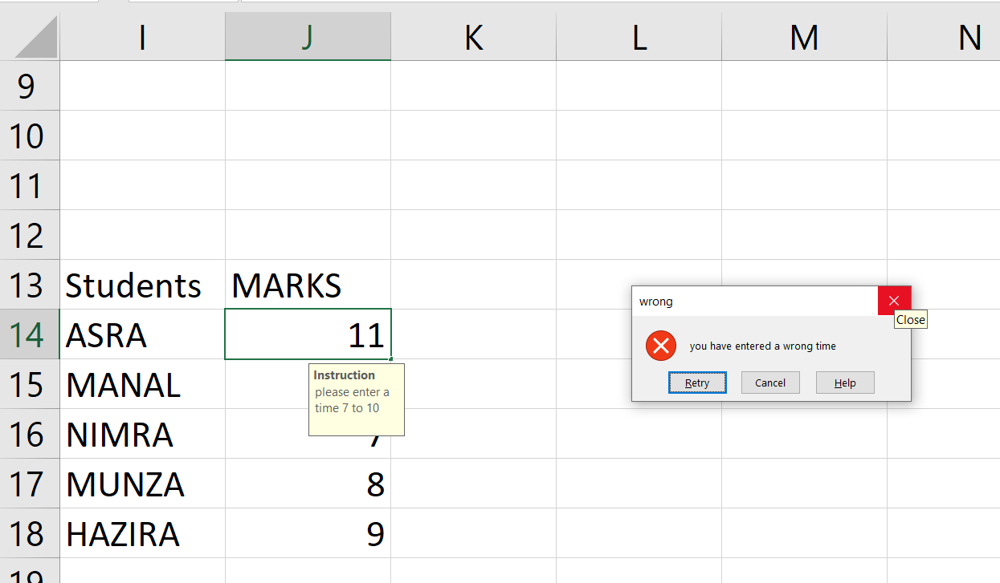 I J K L M N
9
10
11
12
13 Students MARKS
14 ASRA 11
15 MANAL
16 NIMRA 7
17 MUNZA 8
18 HAZIRA 9
19
Instruction
please enter a
time 7 to 10
wrong
Close
you have entered a wrong time
Retry Cancel Help